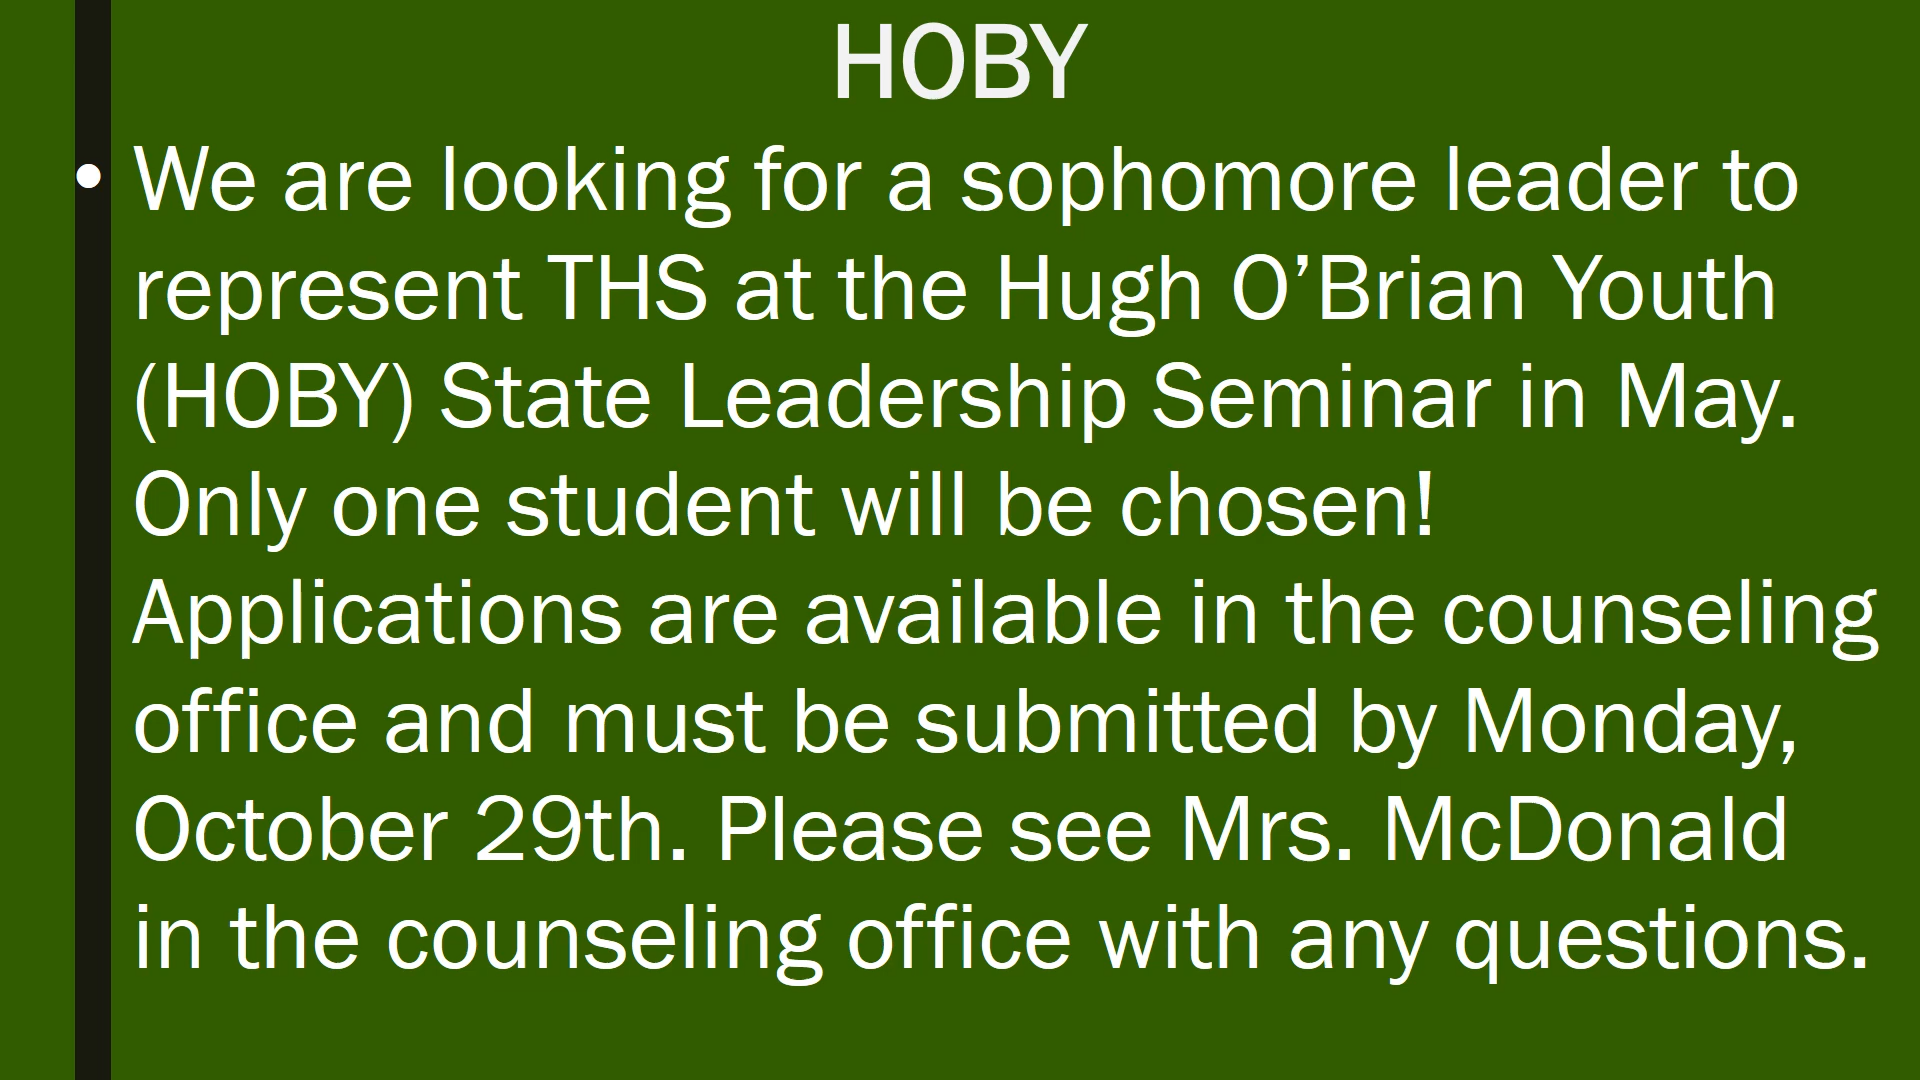 HOBY
• We are looking for a sophomore leader to
represent THS at the Hugh O’Brian Youth
(HOBY) State Leadership Seminar in May.
Only one student will be chosen!
Applications are available in the counseling
office and must be submitted by Monday,
October 29th. Please see Mrs. McDonald
in the counseling office with any questions.